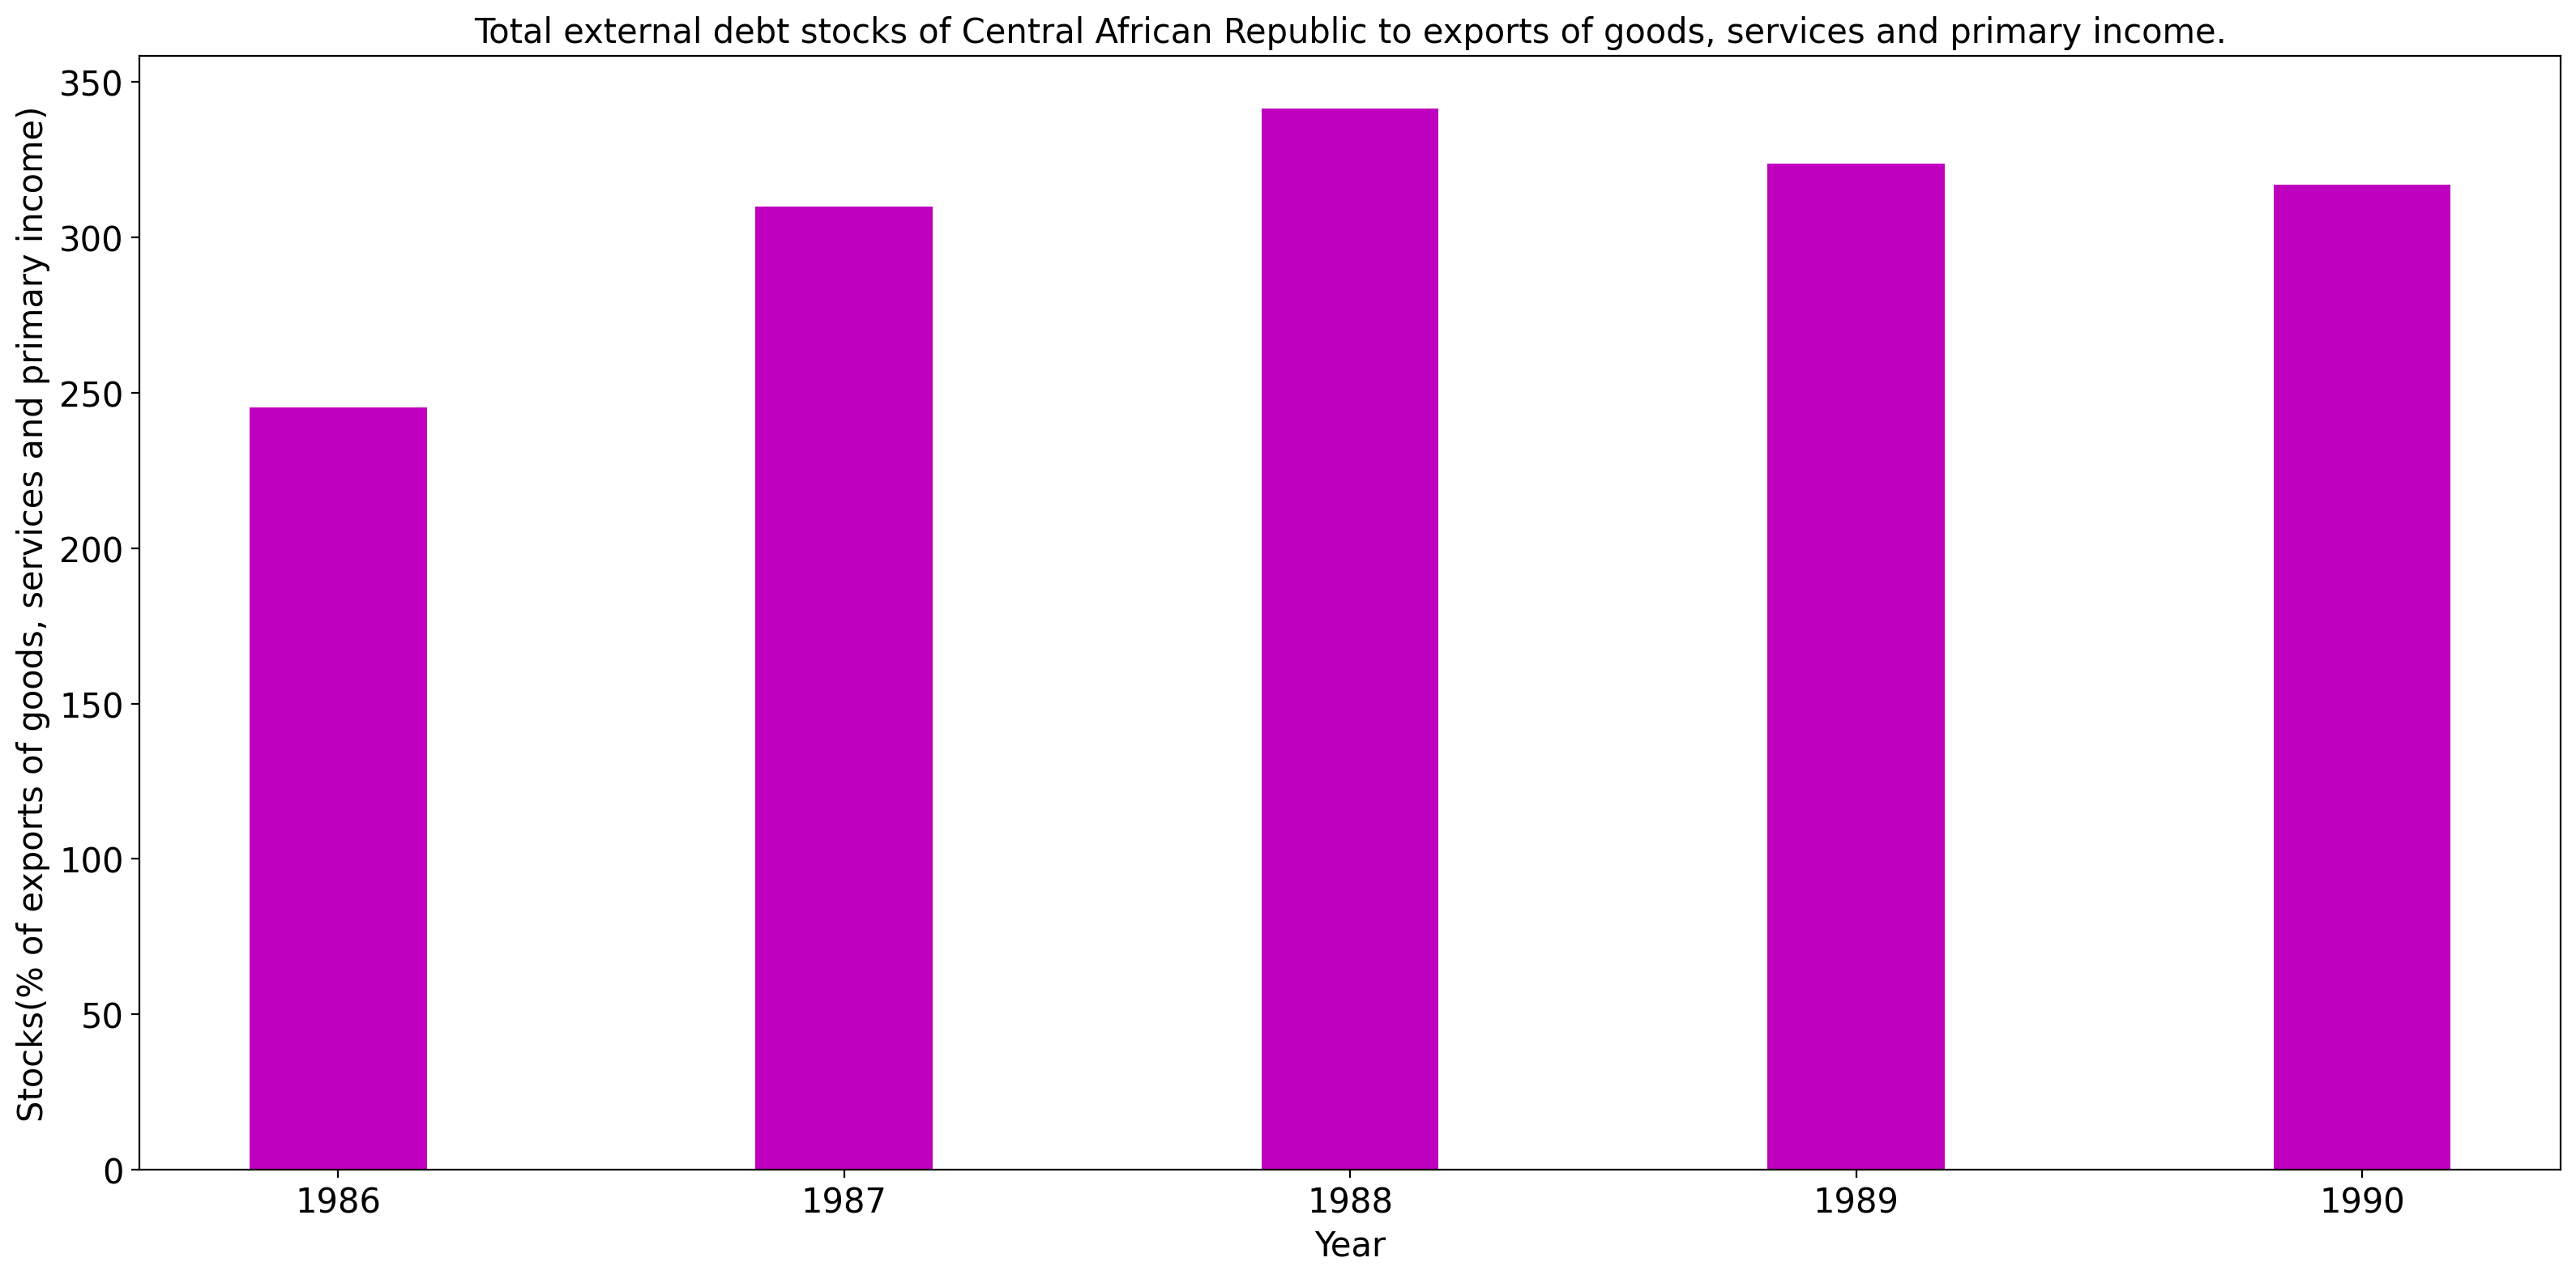 Total external debt stocks of Central African Republic to exports of goods, services and primary income.
Stocks(% of exports of goods, services and primary income)
350
300
250
200
150
100
50
0
1986 1987 1988 1989 1990
Year